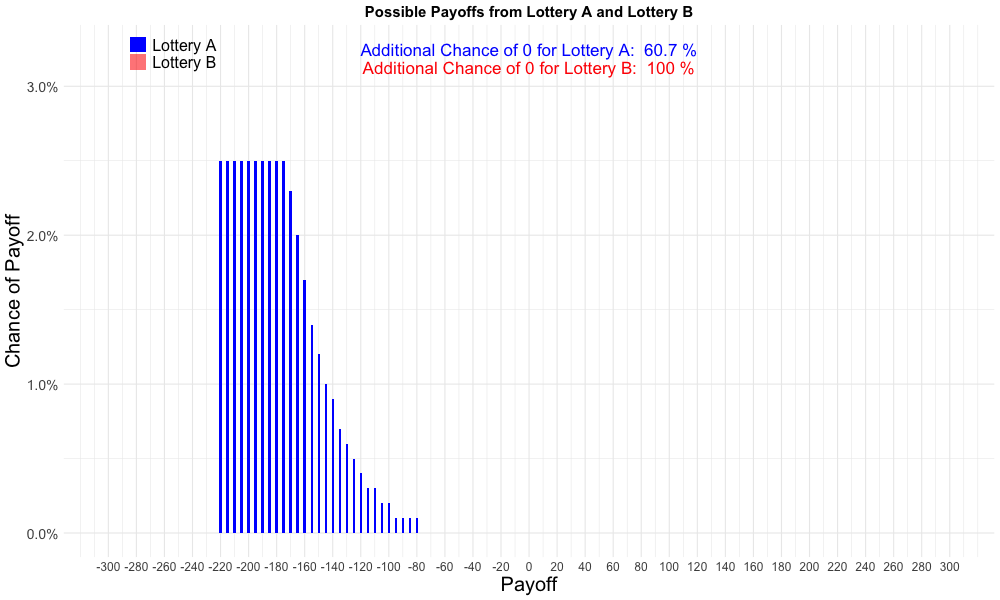 Possible Payoffs from Lottery A and Lottery B
Lottery A
Lottery B
Additional Chance of 0 for Lottery A:  60.7 %
Additional Chance of 0 for Lottery B:  100 %
Chance of Payoff
3.0%
2.0%
1.0%
0.0%
-300 -280 -260 -240 -220 -200 -180 -160 -140 -120 -100 -80 -60 -40 -20 0 20 40 60 80 100 120 140 160 180 200 220 240 260 280 300
Payoff